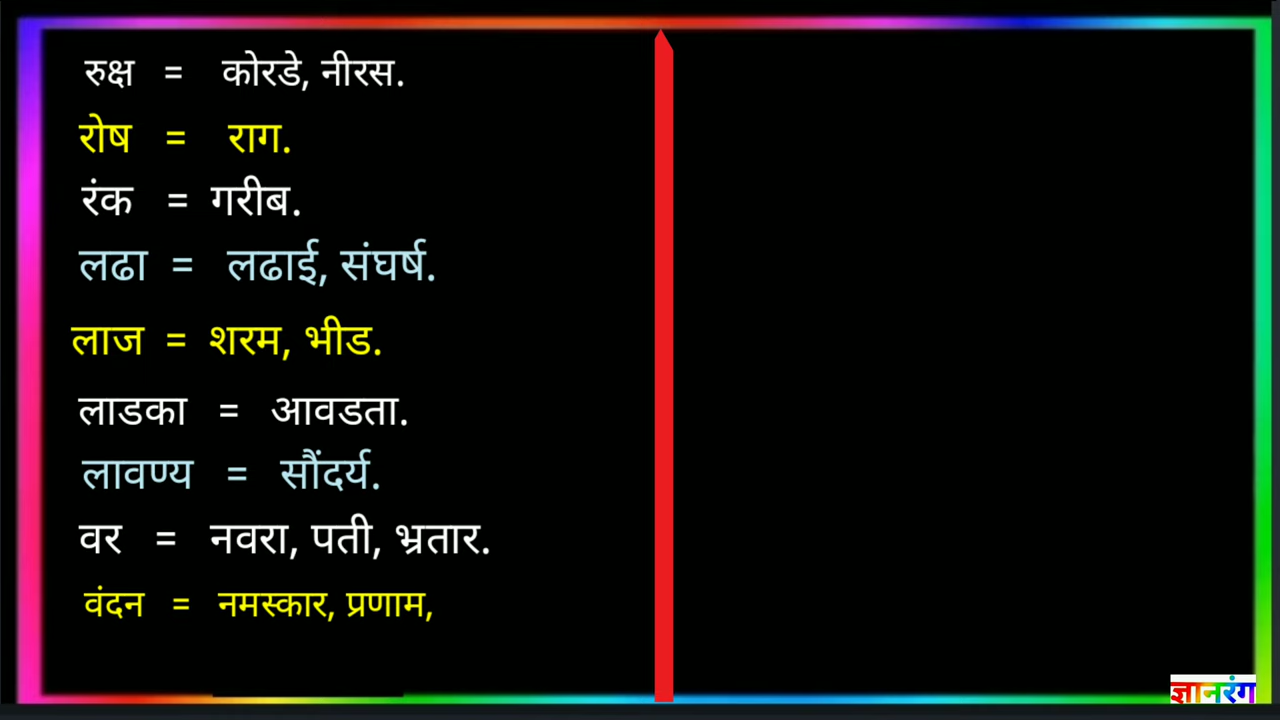 रुक्ष = कोरडे, नीरस.
रोष = राग.
रंक = गरीब.
लढा = लढाई, संघर्ष.
लाज = शरम, भीड.
लाडका = आवडता.
लावण्य = सौंदर्य.
वर = नवरा, पती, भ्रतार.
वंदन = नमस्कार, प्रणाम,
ज्ञानरंग